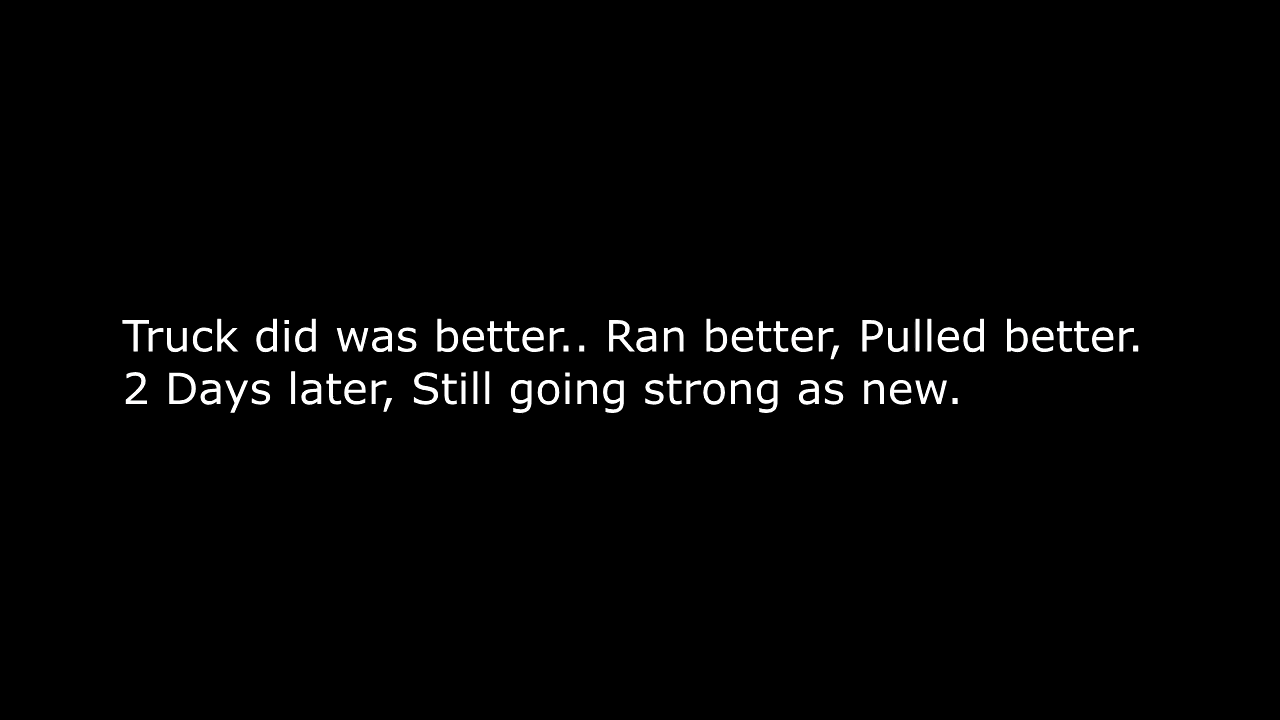 Truck did was better.. Ran better, Pulled better.
2 Days later, Still going strong as new.